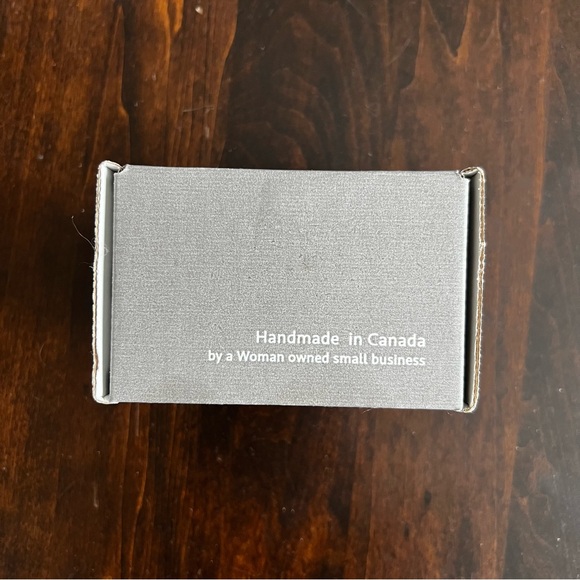 Handmade in Canada
by a Woman owned small business